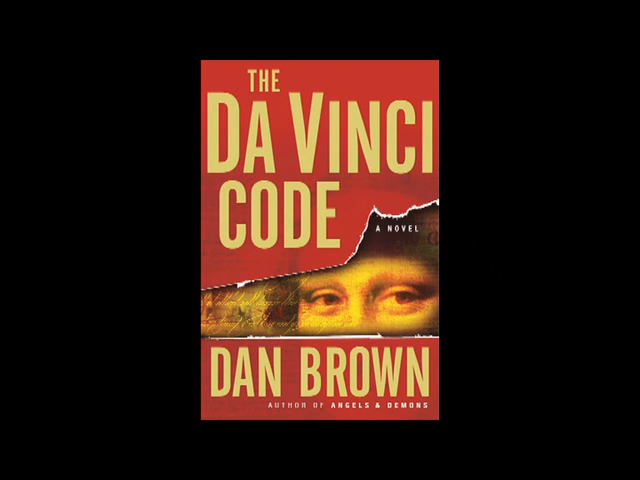 THE
DA VINCI
CODE
A NOVEL
DAN BROWN
AUTHOR OF ANGELS & DEMONS